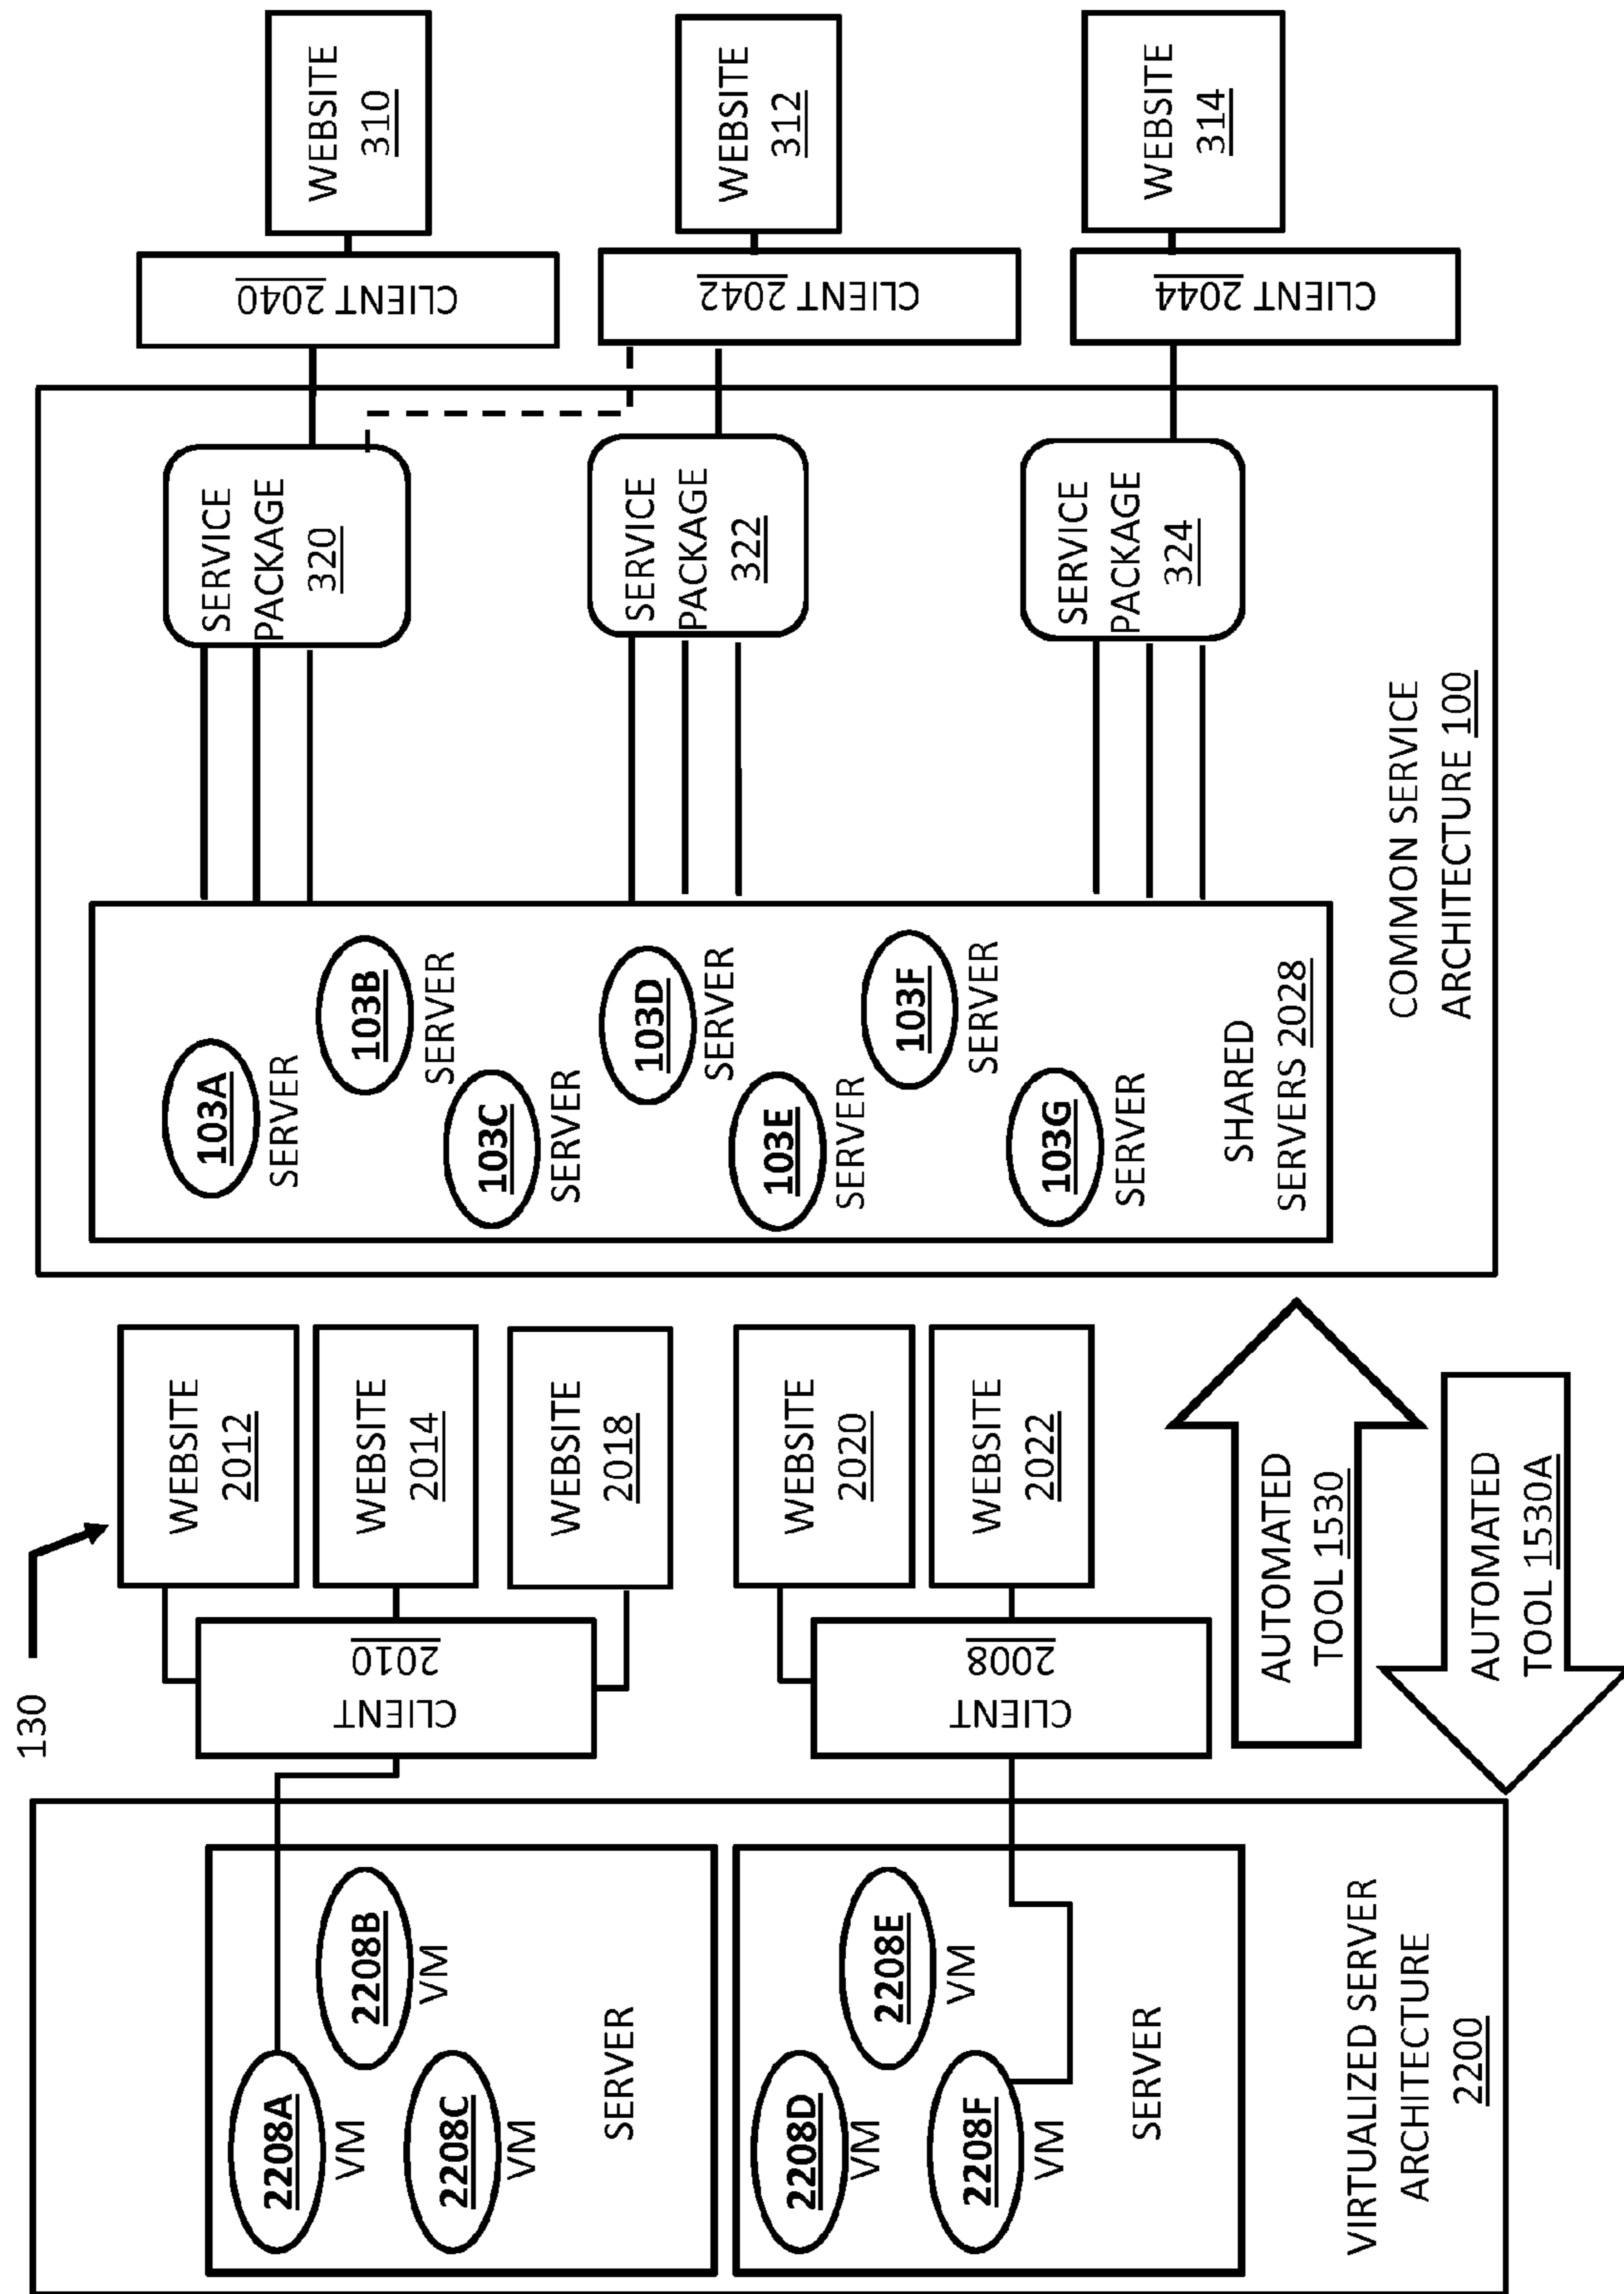 130
2208A
VM
2208B
VM
2208C
VM
SERVER
2208D
VM
2208E
VM
2208F
VM
SERVER
VIRTUALIZED SERVER
ARCHITECTURE
2200
CLIENT
2010
CLIENT
2008
WEBSITE
2012
WEBSITE
2014
WEBSITE
2018
WEBSITE
2020
WEBSITE
2022
AUTOMATED
TOOL 1530
AUTOMATED
TOOL 1530A
103A
SERVER
103B
SERVER
103C
SERVER
103D
SERVER
103E
SERVER
103F
SERVER
103G
SERVER
SHARED
SERVERS 2028
SERVICE
PACKAGE
320
SERVICE
PACKAGE
322
SERVICE
PACKAGE
324
COMMON SERVICE
ARCHITECTURE 100
CLIENT 2040
CLIENT 2042
CLIENT 2044
WEBSITE
310
WEBSITE
312
WEBSITE
314